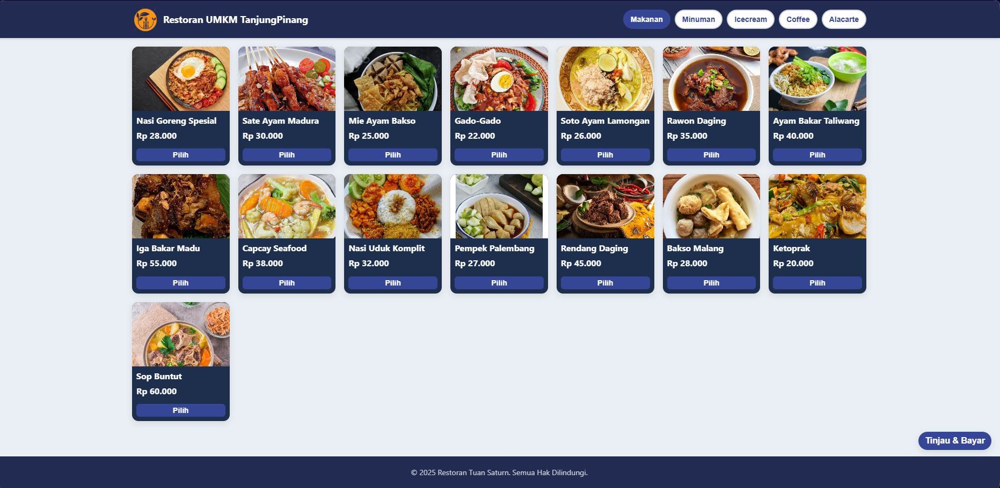 Restoran UMKM TanjungPinang
Makanan
Minuman
Icecream
Coffee
Alacarte
Nasi Goreng Spesial
Rp 28.000
Pilih
Sate Ayam Madura
Rp 30.000
Pilih
Mie Ayam Bakso
Rp 25.000
Pilih
Gado-Gado
Rp 22.000
Pilih
Soto Ayam Lamongan
Rp 26.000
Pilih
Rawon Daging
Rp 35.000
Pilih
Ayam Bakar Taliwang
Rp 40.000
Pilih
Iga Bakar Madu
Rp 55.000
Pilih
Capcay Seafood
Rp 38.000
Pilih
Nasi Uduk Komplit
Rp 32.000
Pilih
Pempek Palembang
Rp 27.000
Pilih
Rendang Daging
Rp 45.000
Pilih
Bakso Malang
Rp 28.000
Pilih
Ketoprak
Rp 20.000
Pilih
Sop Buntut
Rp 60.000
Pilih
Tinjau & Bayar
© 2025 Restoran Tuan Saturn. Semua Hak Dilindungi.